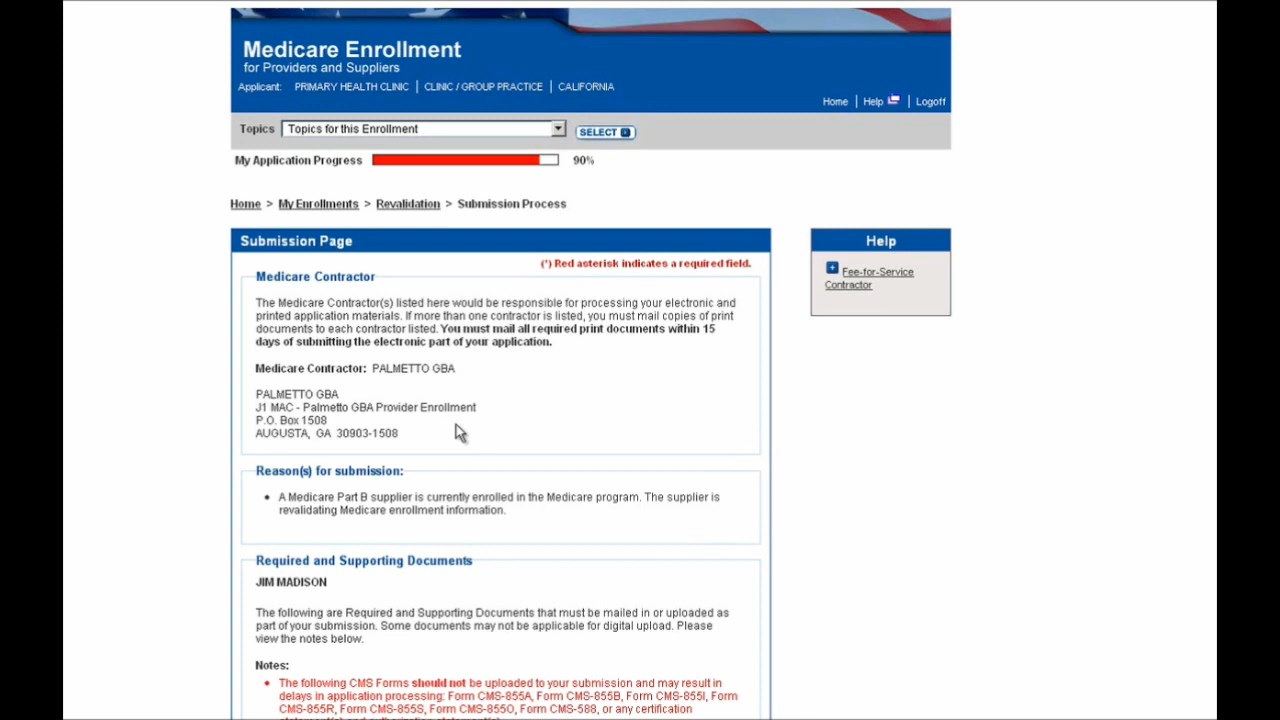 Medicare Enrollment
for Providers and Suppliers
Applicant: PRIMARY HEALTH CLINIC | CLINIC / GROUP PRACTICE | CALIFORNIA
Home | Help | Logoff
Topics Topics for this Enrollment SELECT
My Application Progress 90%
Home > My Enrollments > Revalidation > Submission Process
Submission Page
(*) Red asterisk indicates a required field.
Medicare Contractor
The Medicare Contractor(s) listed here would be responsible for processing your electronic and
printed application materials. If more than one contractor is listed, you must mail copies of print
documents to each contractor listed. You must mail all required print documents within 15
days of submitting the electronic part of your application.
Medicare Contractor: PALMETTO GBA
PALMETTO GBA
J1 MAC - Palmetto GBA Provider Enrollment
P.O. Box 1508
AUGUSTA, GA 30903-1508
Reason(s) for submission:
• A Medicare Part B supplier is currently enrolled in the Medicare program. The supplier is
revalidating Medicare enrollment information.
Required and Supporting Documents
JIM MADISON
The following are Required and Supporting Documents that must be mailed in or uploaded as
part of your submission. Some documents may not be applicable for digital upload. Please
view the notes below.
Notes:
• The following CMS Forms should not be uploaded to your submission and may result in
delays in application processing: Form CMS-855A, Form CMS-855B, Form CMS-855I, Form
CMS-855R, Form CMS-855S, Form CMS-855O, Form CMS-588, or any certification
Help
Fee-for-Service
Contractor